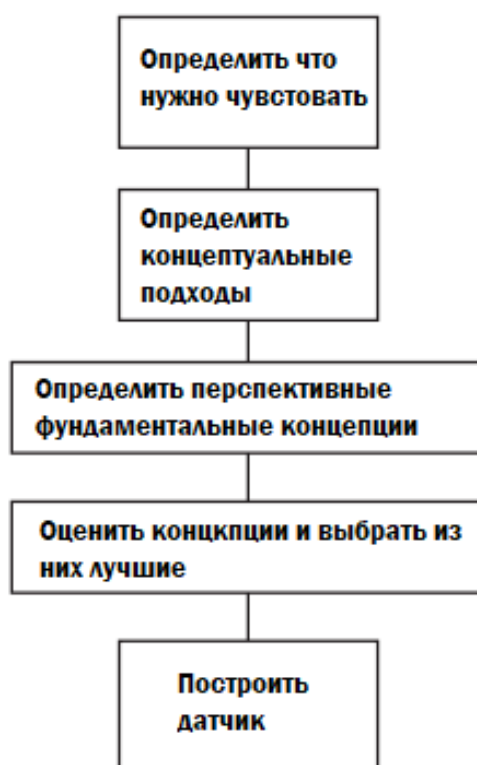 Определить что
нужно чувстовать
Определить
концептуальные
подходы
Определить перспективные
фундаментальные концепции
Оценить концкпции и выбрать из
них лучшие
Построить
датчик